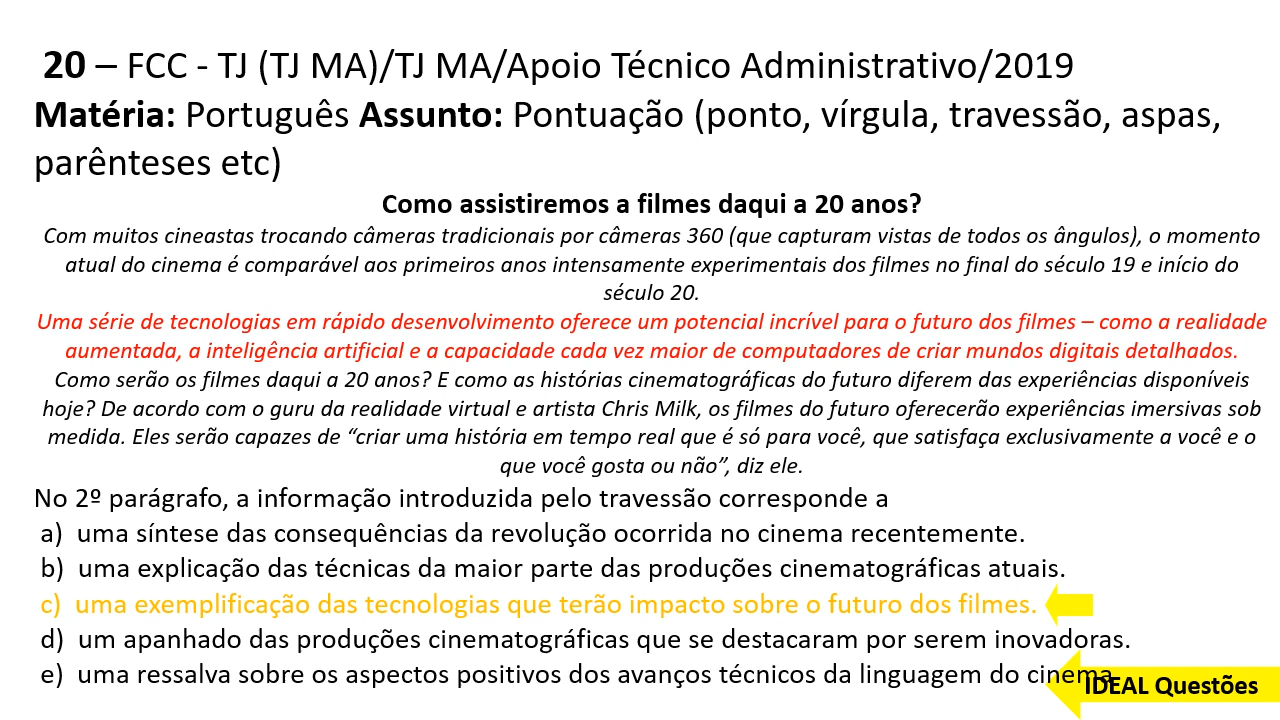 20 – FCC - TJ (TJ MA)/TJ MA/Apoio Técnico Administrativo/2019
Matéria: Português Assunto: Pontuação (ponto, vírgula, travessão, aspas,
parênteses etc)
Como assistiremos a filmes daqui a 20 anos?
Com muitos cineastas trocando câmeras tradicionais por câmeras 360 (que capturam vistas de todos os ângulos), o momento
atual do cinema é comparável aos primeiros anos intensamente experimentais dos filmes no final do século 19 e início do
século 20.
Uma série de tecnologias em rápido desenvolvimento oferece um potencial incrível para o futuro dos filmes – como a realidade
aumentada, a inteligência artificial e a capacidade cada vez maior de computadores de criar mundos digitais detalhados.
Como serão os filmes daqui a 20 anos? E como as histórias cinematográficas do futuro diferem das experiências disponíveis
hoje? De acordo com o guru da realidade virtual e artista Chris Milk, os filmes do futuro oferecerão experiências imersivas sob
medida. Eles serão capazes de “criar uma história em tempo real que é só para você, que satisfaça exclusivamente a você e o
que você gosta ou não”, diz ele.
No 2º parágrafo, a informação introduzida pelo travessão corresponde a
a) uma síntese das consequências da revolução ocorrida no cinema recentemente.
b) uma explicação das técnicas da maior parte das produções cinematográficas atuais.
c) uma exemplificação das tecnologias que terão impacto sobre o futuro dos filmes.
d) um apanhado das produções cinematográficas que se destacaram por serem inovadoras.
e) uma ressalva sobre os aspectos positivos dos avanços técnicos da linguagem do cinema.
IDEAL Questões